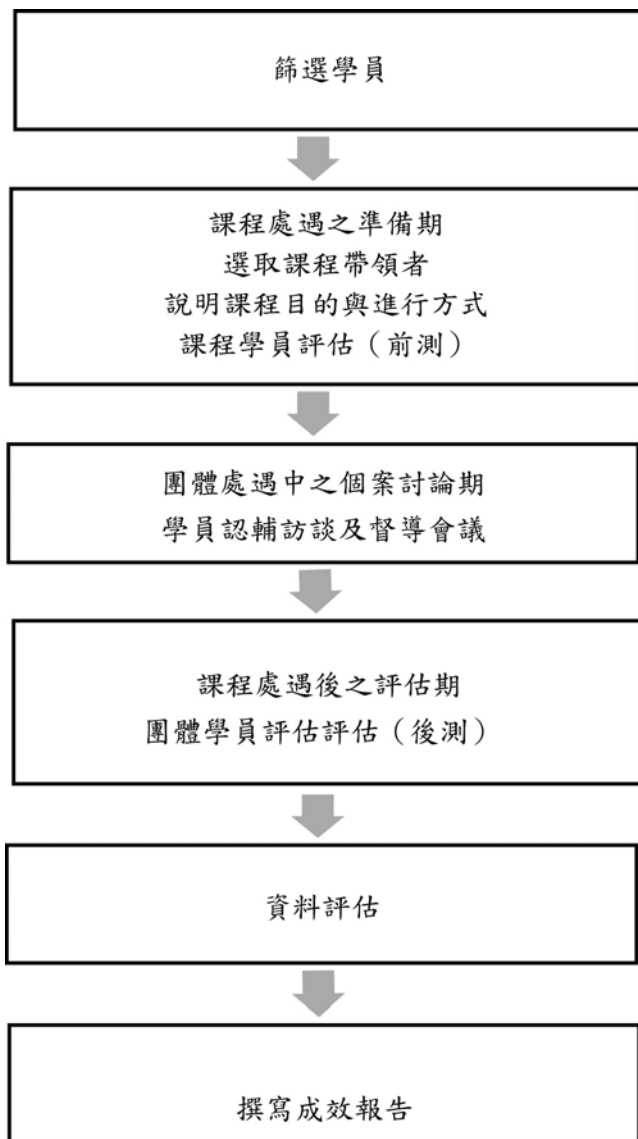 篩選學員
課程處遇之準備期
選取課程帶領者
說明課程目的與進行方式
課程學員評估（前測）
團體處遇中之個案討論期
學員認輔訪談及督導會議
課程處遇後之評估期
團體學員評估評估（後測）
資料評估
撰寫成效報告